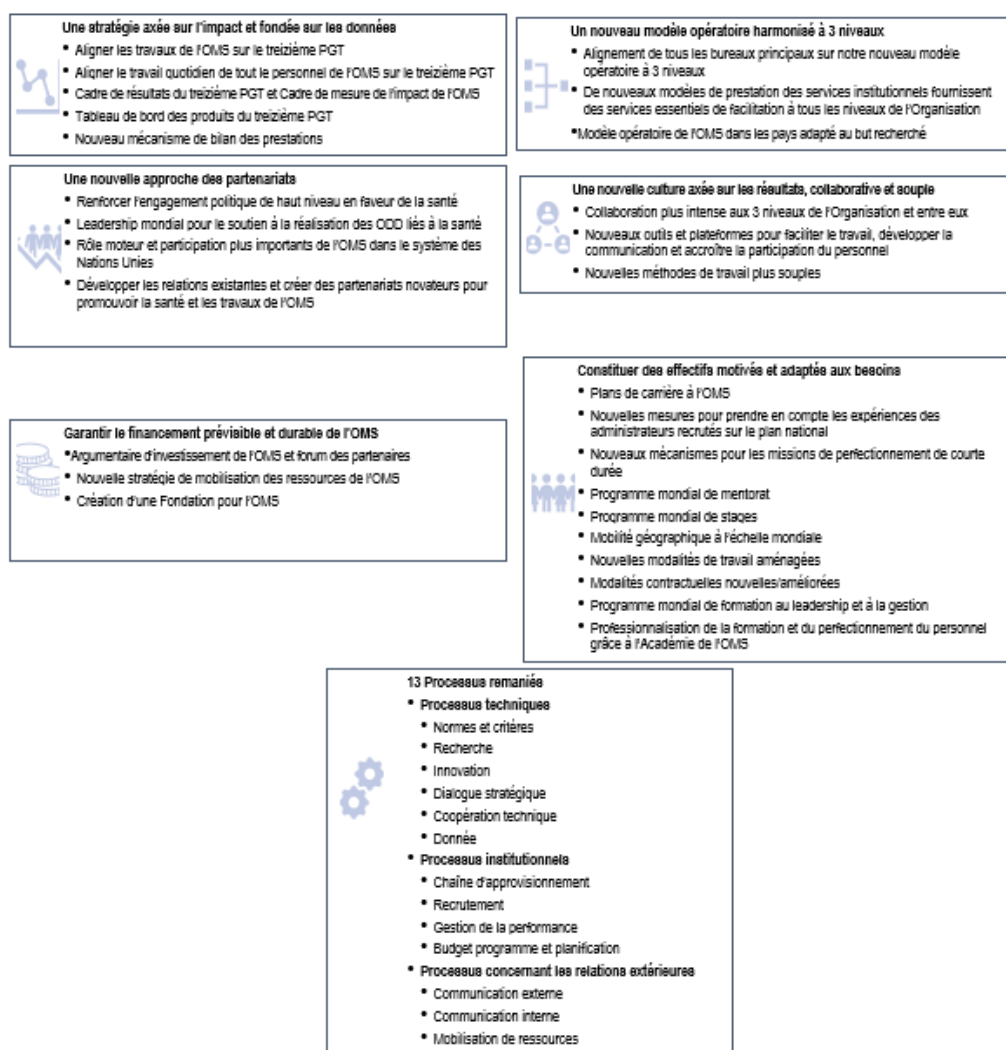 Une stratégie axée sur l'impact et fondée sur les données
• Aligner les travaux de l'OMS sur le treizième PGT
• Aligner le travail quotidien de tout le personnel de l'OMS sur le treizième PGT
• Cadre de résultats du treizième PGT et Cadre de mesure de l'impact de l'OMS
• Tableau de bord des produits du treizième PGT
• Nouveau mécanisme de bilan des prestations
Un nouveau modèle opératoire harmonisé à 3 niveaux
• Alignement de tous les bureaux principaux sur notre nouveau modèle
opératoire à 3 niveaux
• De nouveaux modèles de prestation des services institutionnels fournissent
des services essentiels de facilitation à tous les niveaux de l'Organisation
•Modèle opératoire de l'OMS dans les pays adapté au but recherché
Une nouvelle approche des partenariats
• Renforcer l'engagement politique de haut niveau en faveur de la santé
• Leadership mondial pour le soutien à la réalisation des ODD liés à la santé
• Rôle moteur et participation plus importants de l'OMS dans le système des
Nations Unies
• Développer les relations existantes et créer des partenariats novateurs pour
promouvoir la santé et les travaux de l'OMS
Une nouvelle culture axée sur les résultats, collaborative et souple
• Collaboration plus intense aux 3 niveaux de l'Organisation et entre eux
• Nouveaux outils et plateformes pour faciliter le travail, développer la
communication et accroître la participation du personnel
• Nouvelles méthodes de travail plus souples
Garantir le financement prévisible et durable de l'OMS
•Argumentaire d'investissement de l'OMS et forum des partenaires
• Nouvelle stratégie de mobilisation des ressources de l'OMS
• Création d'une Fondation pour l'OMS
Constituer des effectifs motivés et adaptés aux besoins
• Plans de carrière à l'OMS
• Nouvelles mesures pour prendre en compte les expériences des
administrateurs recrutés sur le plan national
• Nouveaux mécanismes pour les missions de perfectionnement de courte
durée
• Programme mondial de mentorat
• Programme mondial de stages
• Mobilité géographique à l'échelle mondiale
• Nouvelles modalités de travail aménagées
• Modalités contractuelles nouvelles/améliorées
• Programme mondial de formation au leadership et à la gestion
• Professionnalisation de la formation et du perfectionnement du personnel
grâce à l'Académie de l'OMS
13 Processus remaniés
• Processus techniques
• Normes et critères
• Recherche
• Innovation
• Dialogue stratégique
• Coopération technique
• Donnée
• Processus institutionnels
• Chaîne d'approvisionnement
• Recrutement
• Gestion de la performance
• Budget programme et planification
• Processus concernant les relations extérieures
• Communication externe
• Communication interne
• Mobilisation de ressources